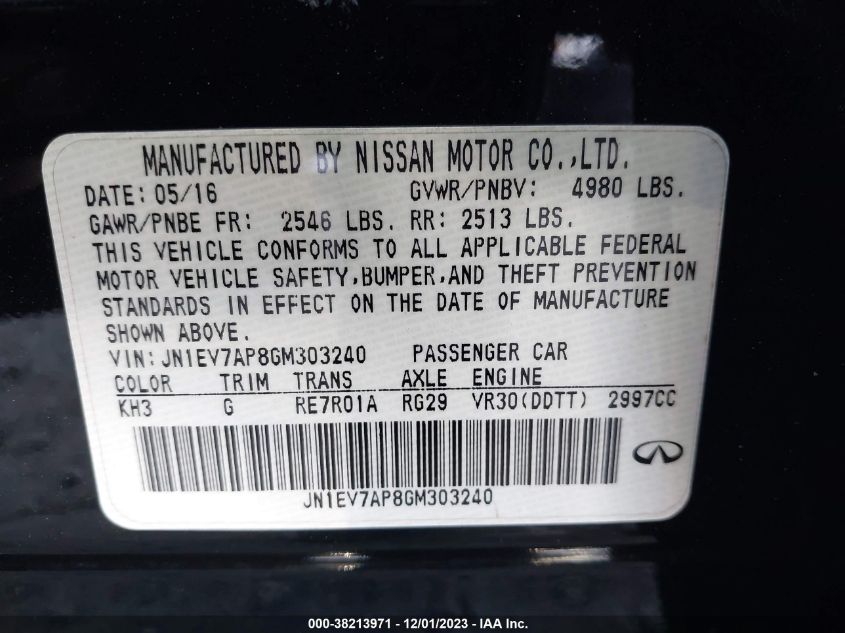 MANUFACTURED BY NISSAN MOTOR CO.,LTD.
DATE: 05/16 GVWR/PNBV: 4980 LBS.
GAWR/PNBE FR: 2546 LBS. RR: 2513 LBS.
THIS VEHICLE CONFORMS TO ALL APPLICABLE FEDERAL
MOTOR VEHICLE SAFETY,BUMPER,AND THEFT PREVENTION
STANDARDS IN EFFECT ON THE DATE OF MANUFACTURE
SHOWN ABOVE.
VIN:JN1EV7AP8GM303240 PASSENGER CAR
COLOR TRIM TRANS AXLE ENGINE
KH3 G RE7R01A RG29 VR30(DDTT) 2997CC
JN1EV7AP8GM303240
000-38213971 - 12/01/2023 - IAA Inc.